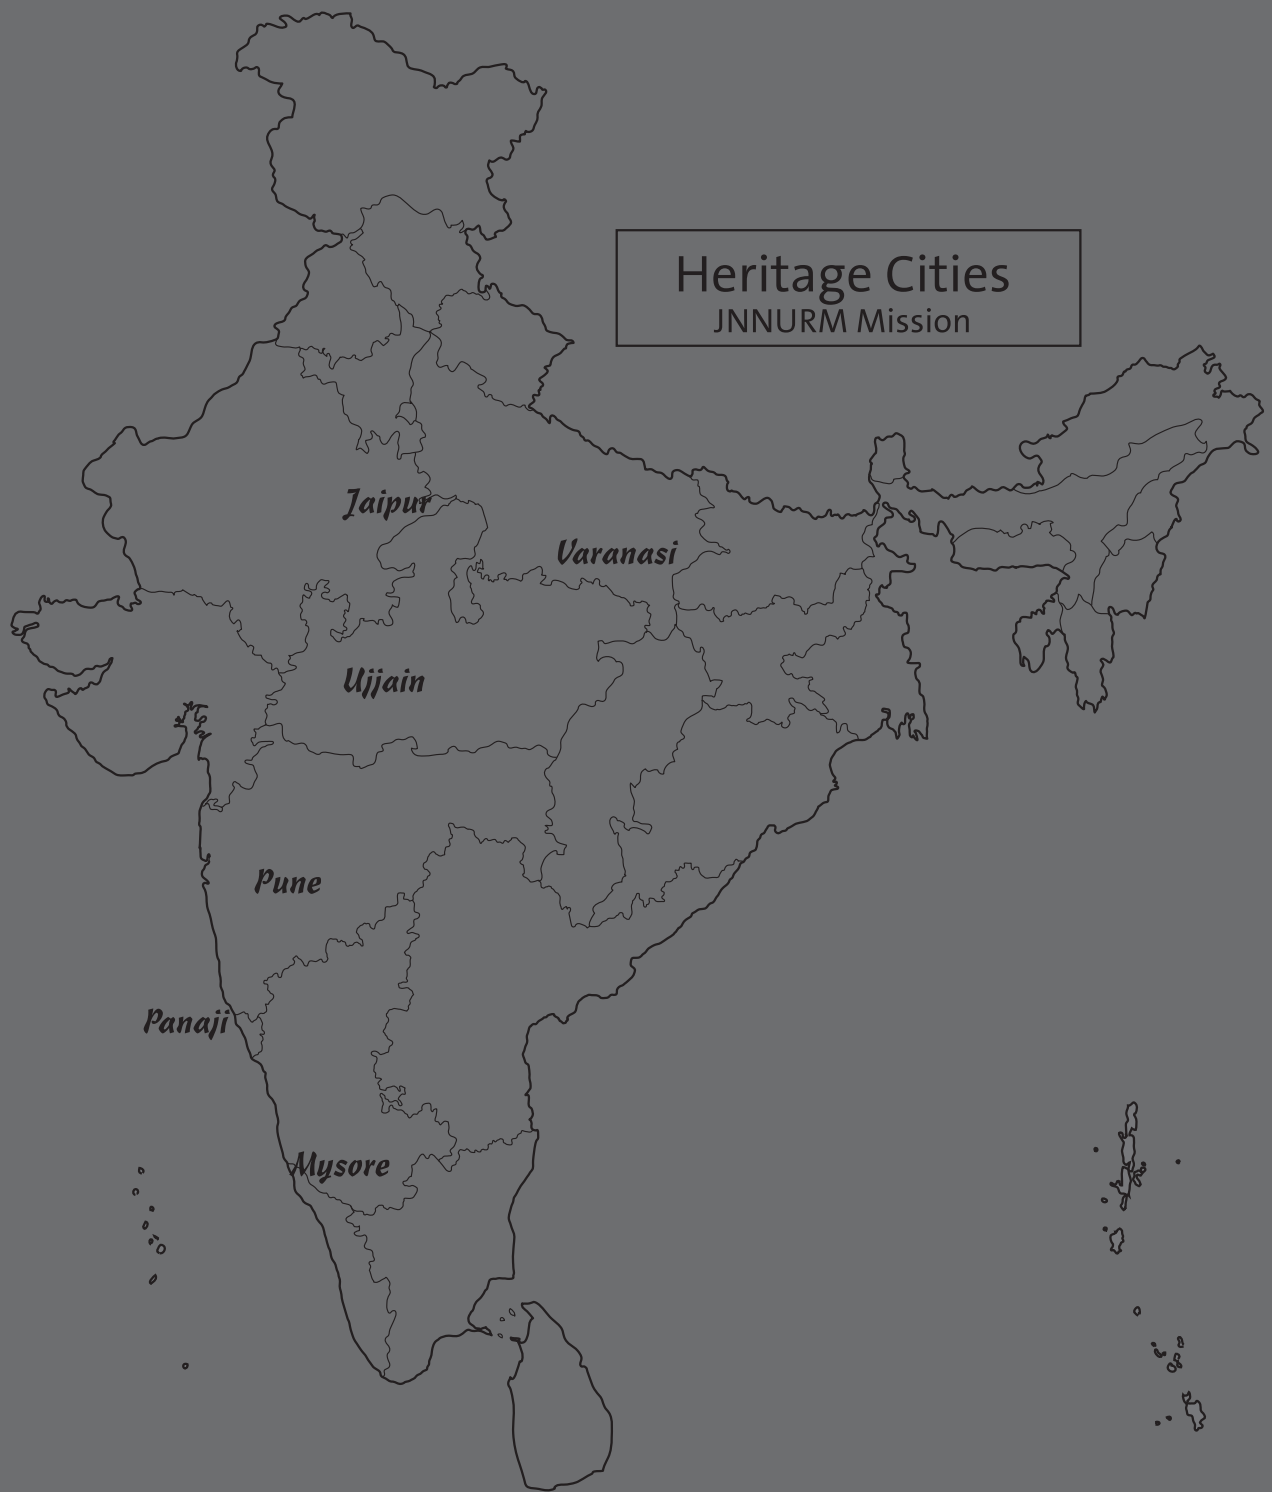 Heritage Cities
JNNURM Mission
Jaipur
Varanasi
Ujjain
Pune
Panaji
Mysore